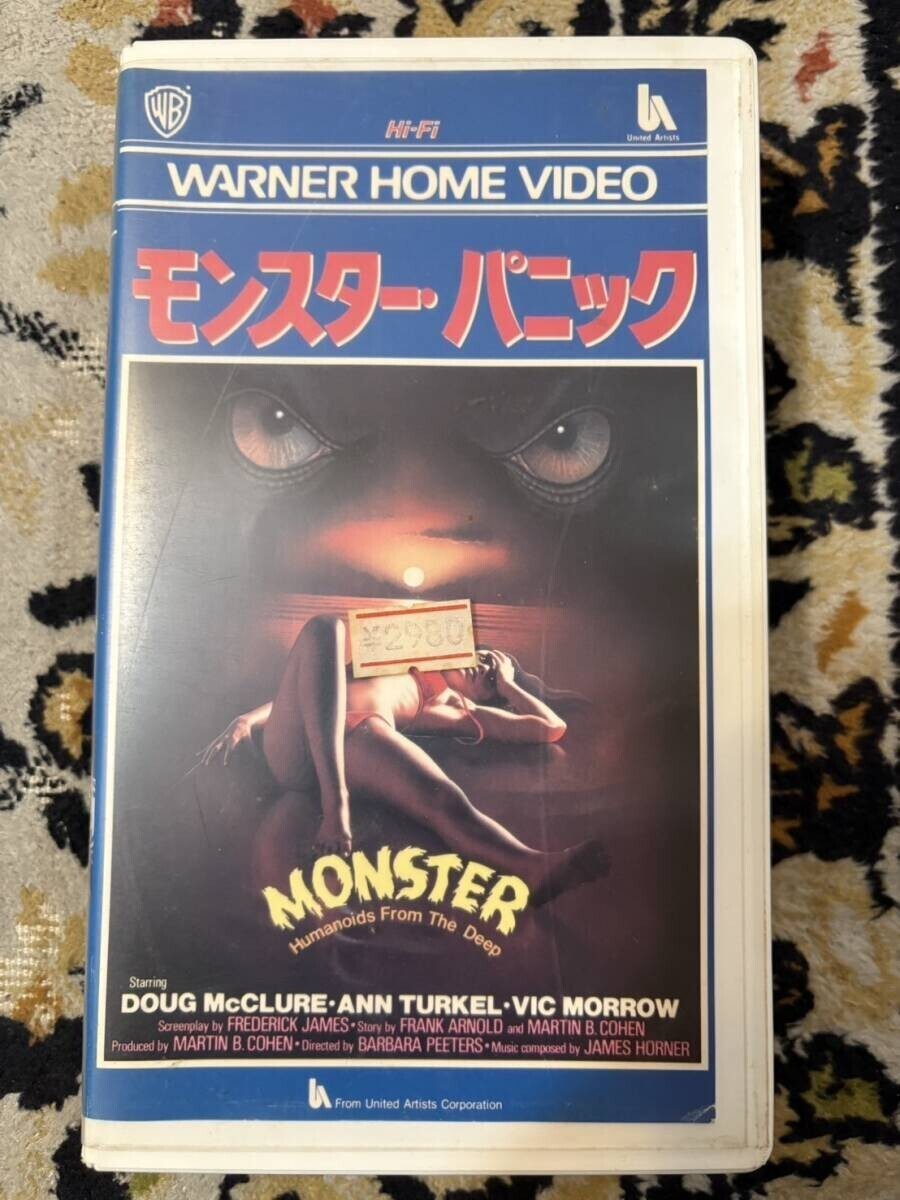 WB
Hi-Fi
United Artists
WARNER HOME VIDEO
モンスター・パニック
¥2980
MONSTER
Humanoids From The Deep
Starring
DOUG McCLURE・ANN TURKEL・VIC MORROW
Screenplay by FREDERICK JAMES・Story by FRANK ARNOLD and MARTIN B. COHEN
Produced by MARTIN B. COHEN・Directed by BARBARA PEETERS・Music composed by JAMES HORNER
From United Artists Corporation